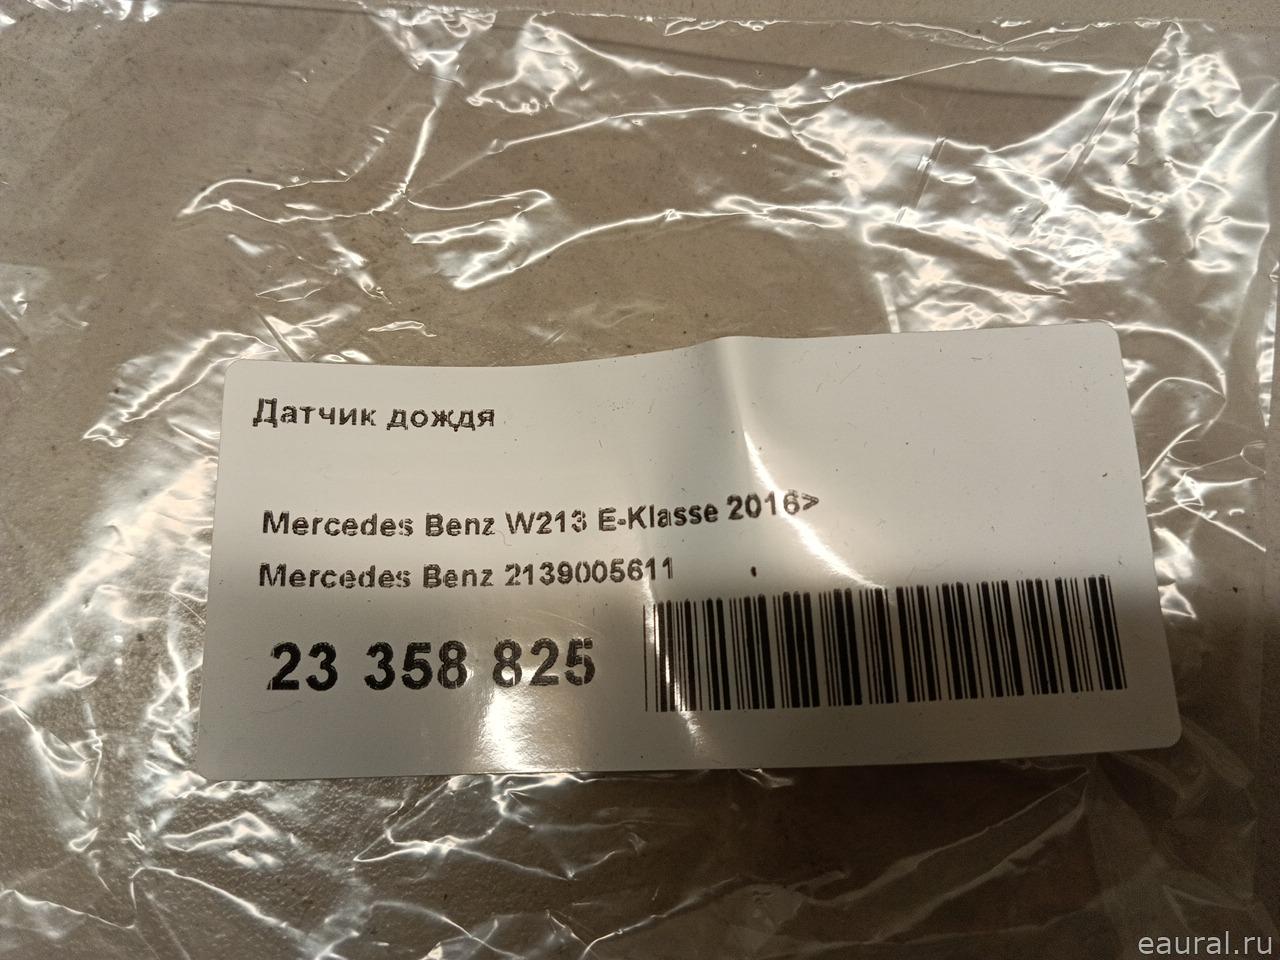 Датчик дождя
Mercedes Benz W213 E-Klasse 2016>
Mercedes Benz 2139005611
23 358 825
eaural.ru